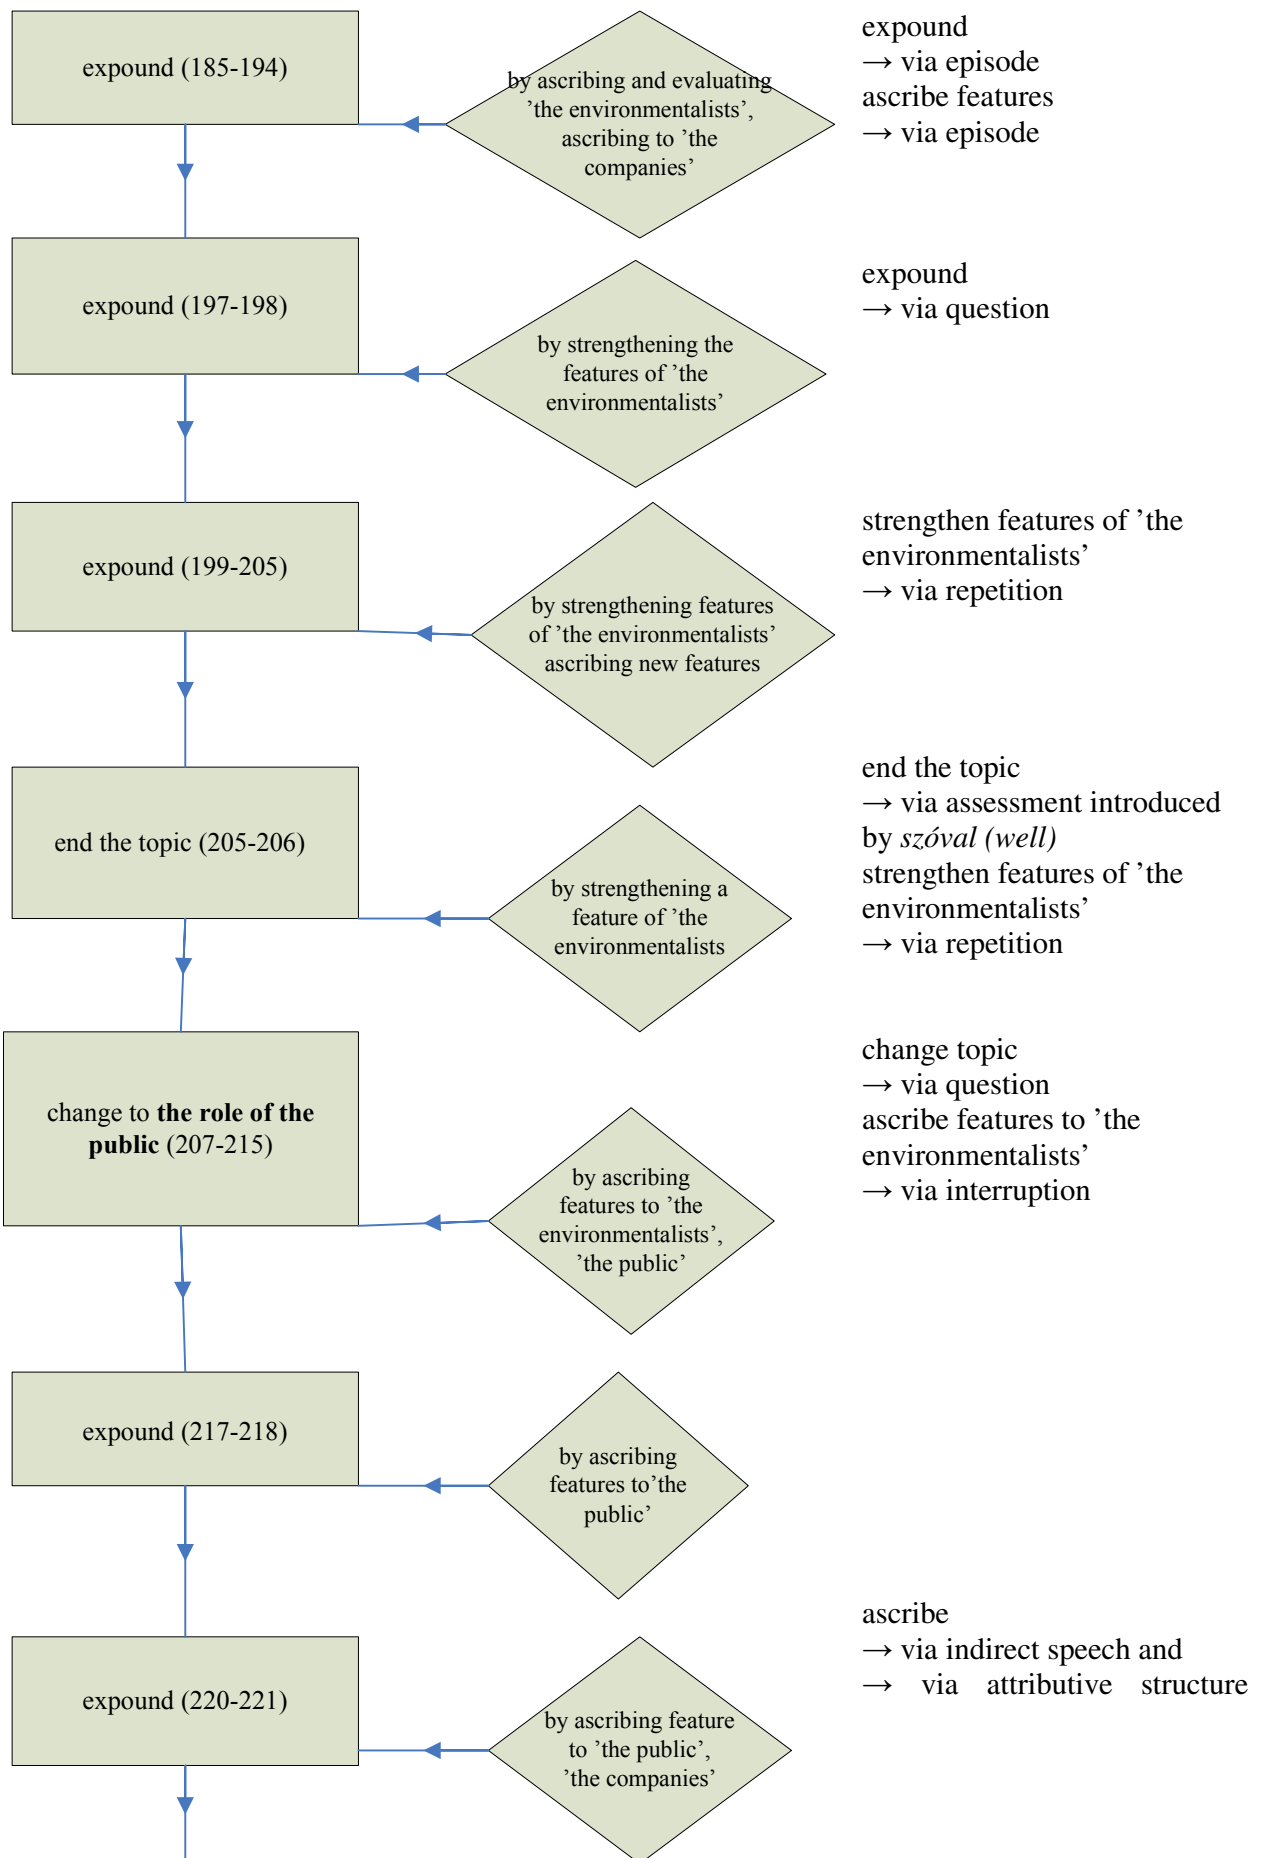 expound (185-194)
by ascribing and evaluating
’the environmentalists’,
ascribing to ’the
companies’
expound
→ via episode
ascribe features
→ via episode
expound (197-198)
by strengthening the
features of ’the
environmentalists’
expound
→ via question
expound (199-205)
by strengthening features
of ’the environmentalists’
ascribing new features
strengthen features of ’the
environmentalists’
→ via repetition
end the topic (205-206)
by strengthening a
feature of ’the
environmentalists
end the topic
→ via assessment introduced
by szóval (well)
strengthen features of ’the
environmentalists’
→ via repetition
change to the role of the
public (207-215)
by ascribing
features to ’the
environmentalists’,
’the public’
change topic
→ via question
ascribe features to ’the
environmentalists’
→ via interruption
expound (217-218)
by ascribing
features to’the
public’
expound (220-221)
by ascribing feature
to ’the public’,
’the companies’
ascribe
→ via indirect speech and
→ via attributive structure